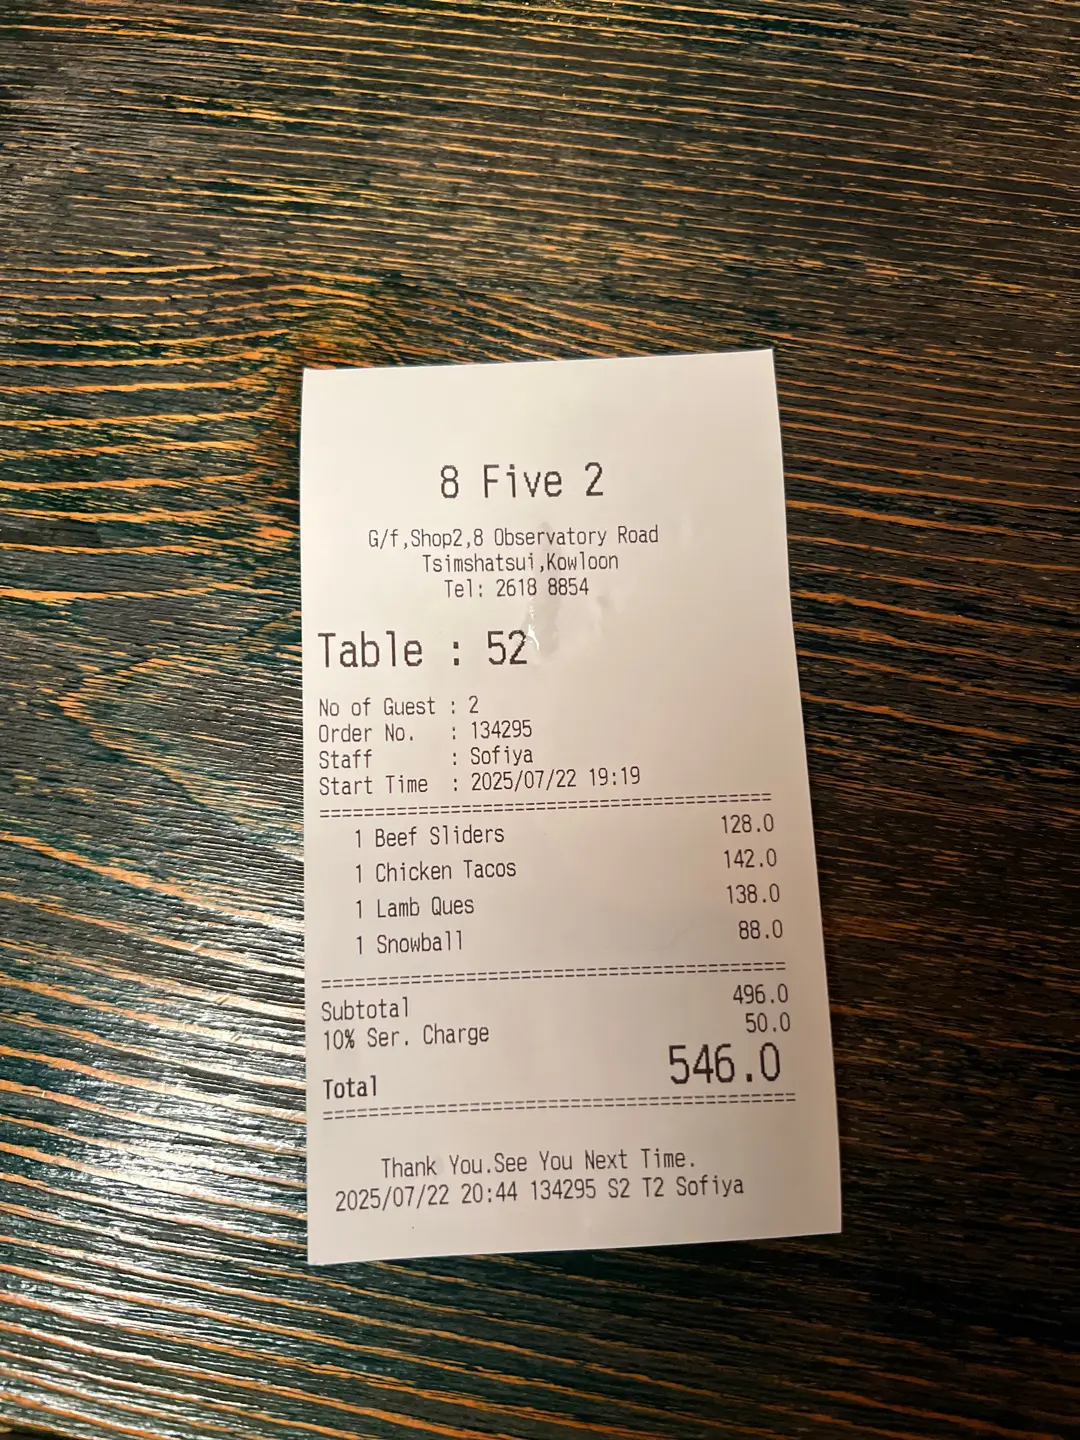 8 Five 2
G/f,Shop2,8 Observatory Road
Tsimshatsui,Kowloon
Tel: 2618 8854
Table : 52
No of Guest : 2
Order No. : 134295
Staff : Sofiya
Start Time : 2025/07/22 19:19
==================================================
1 Beef Sliders 128.0
1 Chicken Tacos 142.0
1 Lamb Ques 138.0
1 Snowball 88.0
==================================================
Subtotal 496.0
10% Ser. Charge 50.0
Total 546.0
==================================================
Thank You.See You Next Time.
2025/07/22 20:44 134295 S2 T2 Sofiya